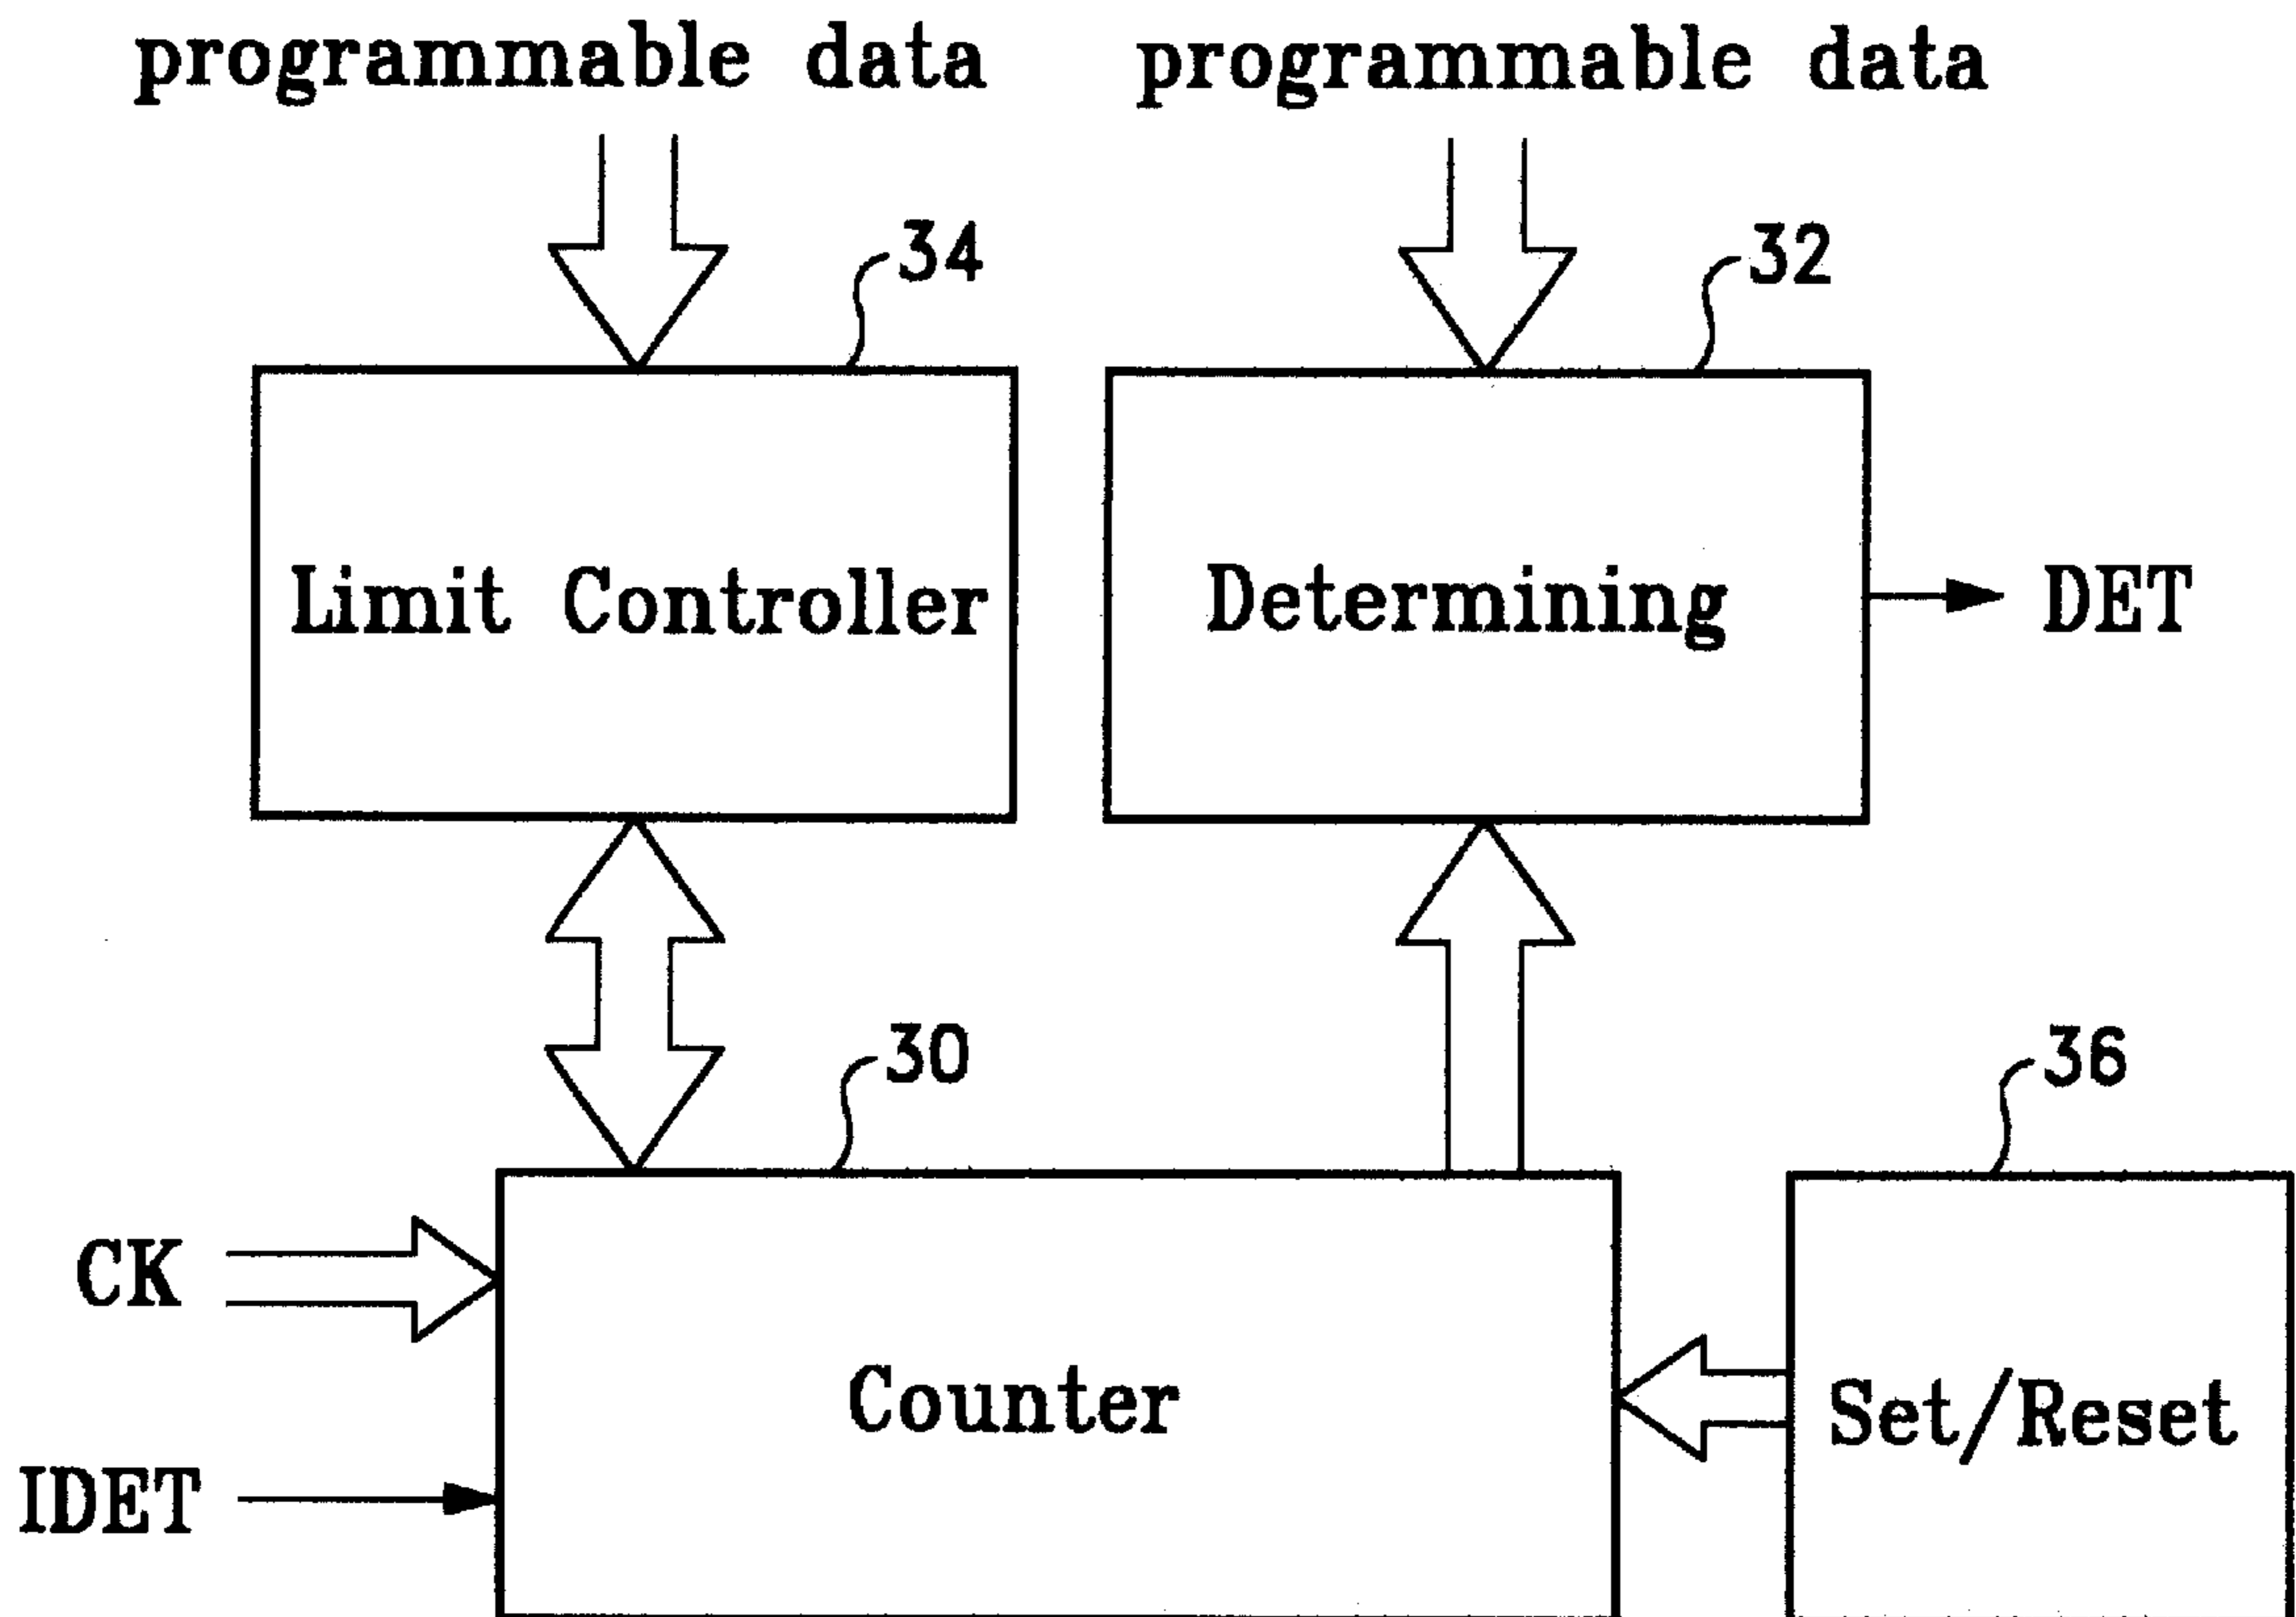 programmable data
programmable data
34
32
Limit Controller
Determining
DET
30
36
CK
Counter
Set/Reset
IDET